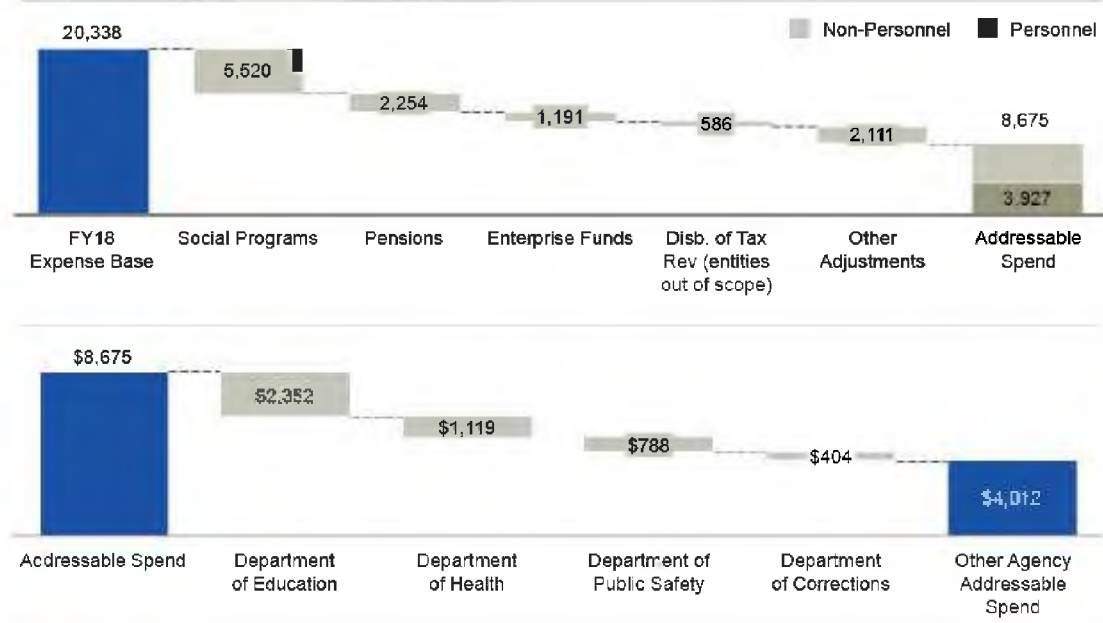 Non-Personnel
Personnel
20,338
5,520
2,254
1,191
586
2,111
8,675
3.927
FY18
Expense Base
Social Programs
Pensions
Enterprise Funds
Disb. of Tax
Rev (entities
out of scope)
Other
Adjustments
Addressable
Spend
$8,675
$2,352
$1,119
$788
$404
$4,012
Addressable Spend
Department
of Education
Department
of Health
Department of
Public Safety
Department
of Corrections
Other Agency
Addressable
Spend